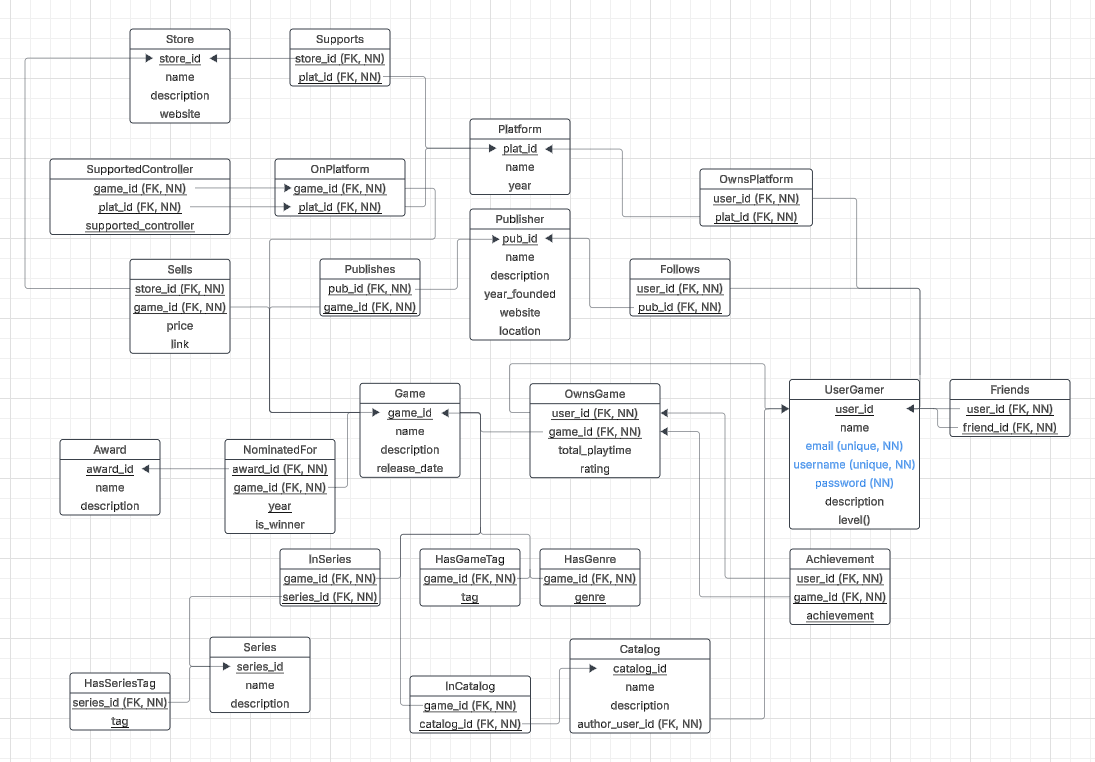 Store
store_id
name
description
website
Supports
store_id (FK, NN)
plat_id (FK, NN)
Platform
plat_id
name
year
SupportedController
game_id (FK, NN)
plat_id (FK, NN)
supported_controller
OnPlatform
game_id (FK, NN)
plat_id (FK, NN)
OwnsPlatform
user_id (FK, NN)
plat_id (FK, NN)
Publisher
pub_id
name
description
year_founded
website
location
Sells
store_id (FK, NN)
game_id (FK, NN)
price
link
Publishes
pub_id (FK, NN)
game_id (FK, NN)
Follows
user_id (FK, NN)
pub_id (FK, NN)
Game
game_id
name
description
release_date
OwnsGame
user_id (FK, NN)
game_id (FK, NN)
total_playtime
rating
UserGamer
user_id
name
email (unique, NN)
username (unique, NN)
password (NN)
description
level()
Friends
user_id (FK, NN)
friend_id (FK, NN)
Award
award_id
name
description
NominatedFor
award_id (FK, NN)
game_id (FK, NN)
year
is_winner
InSeries
game_id (FK, NN)
series_id (FK, NN)
HasGameTag
game_id (FK, NN)
tag
HasGenre
game_id (FK, NN)
genre
Achievement
user_id (FK, NN)
game_id (FK, NN)
achievement
Series
series_id
name
description
HasSeriesTag
series_id (FK, NN)
tag
InCatalog
game_id (FK, NN)
catalog_id (FK, NN)
Catalog
catalog_id
name
description
author_user_id (FK, NN)